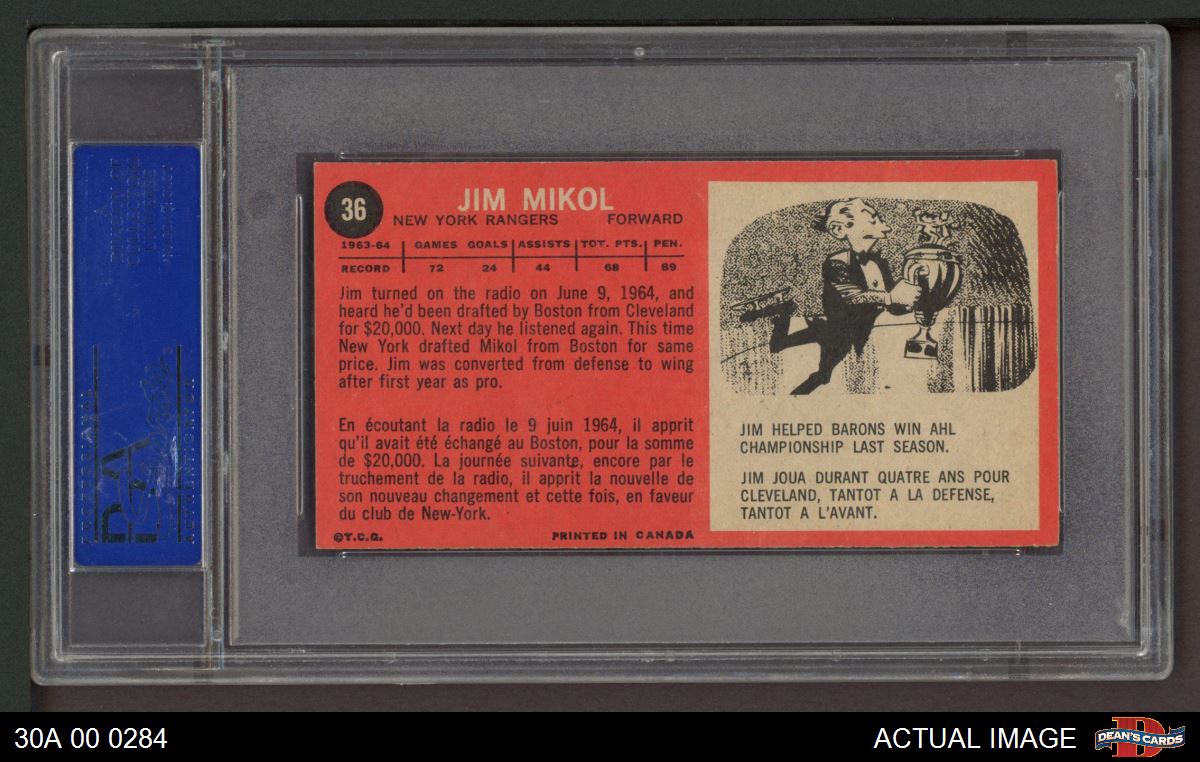 36
JIM MIKOL
NEW YORK RANGERS FORWARD
1963-64 GAMES GOALS ASSISTS TOT. PTS. PEN.
RECORD 72 24 44 68 89
Jim turned on the radio on June 9, 1964, and
heard he'd been drafted by Boston from Cleveland
for $20,000. Next day he listened again. This time
New York drafted Mikol from Boston for same
price. Jim was converted from defense to wing
after first year as pro.
En écoutant la radio le 9 juin 1964, il apprit
qu'il avait été échangé au Boston, pour la somme
de $20,000. La journée suivante, encore par le
truchement de la radio, il apprit la nouvelle de
son nouveau changement et cette fois, en faveur
du club de New-York.
©T.C.G. PRINTED IN CANADA
JIM HELPED BARONS WIN AHL
CHAMPIONSHIP LAST SEASON.
JIM JOUA DURANT QUATRE ANS POUR
CLEVELAND, TANTOT A LA DEFENSE,
TANTOT A L'AVANT.
30A 00 0284
ACTUAL IMAGE
DEAN'S CARDS